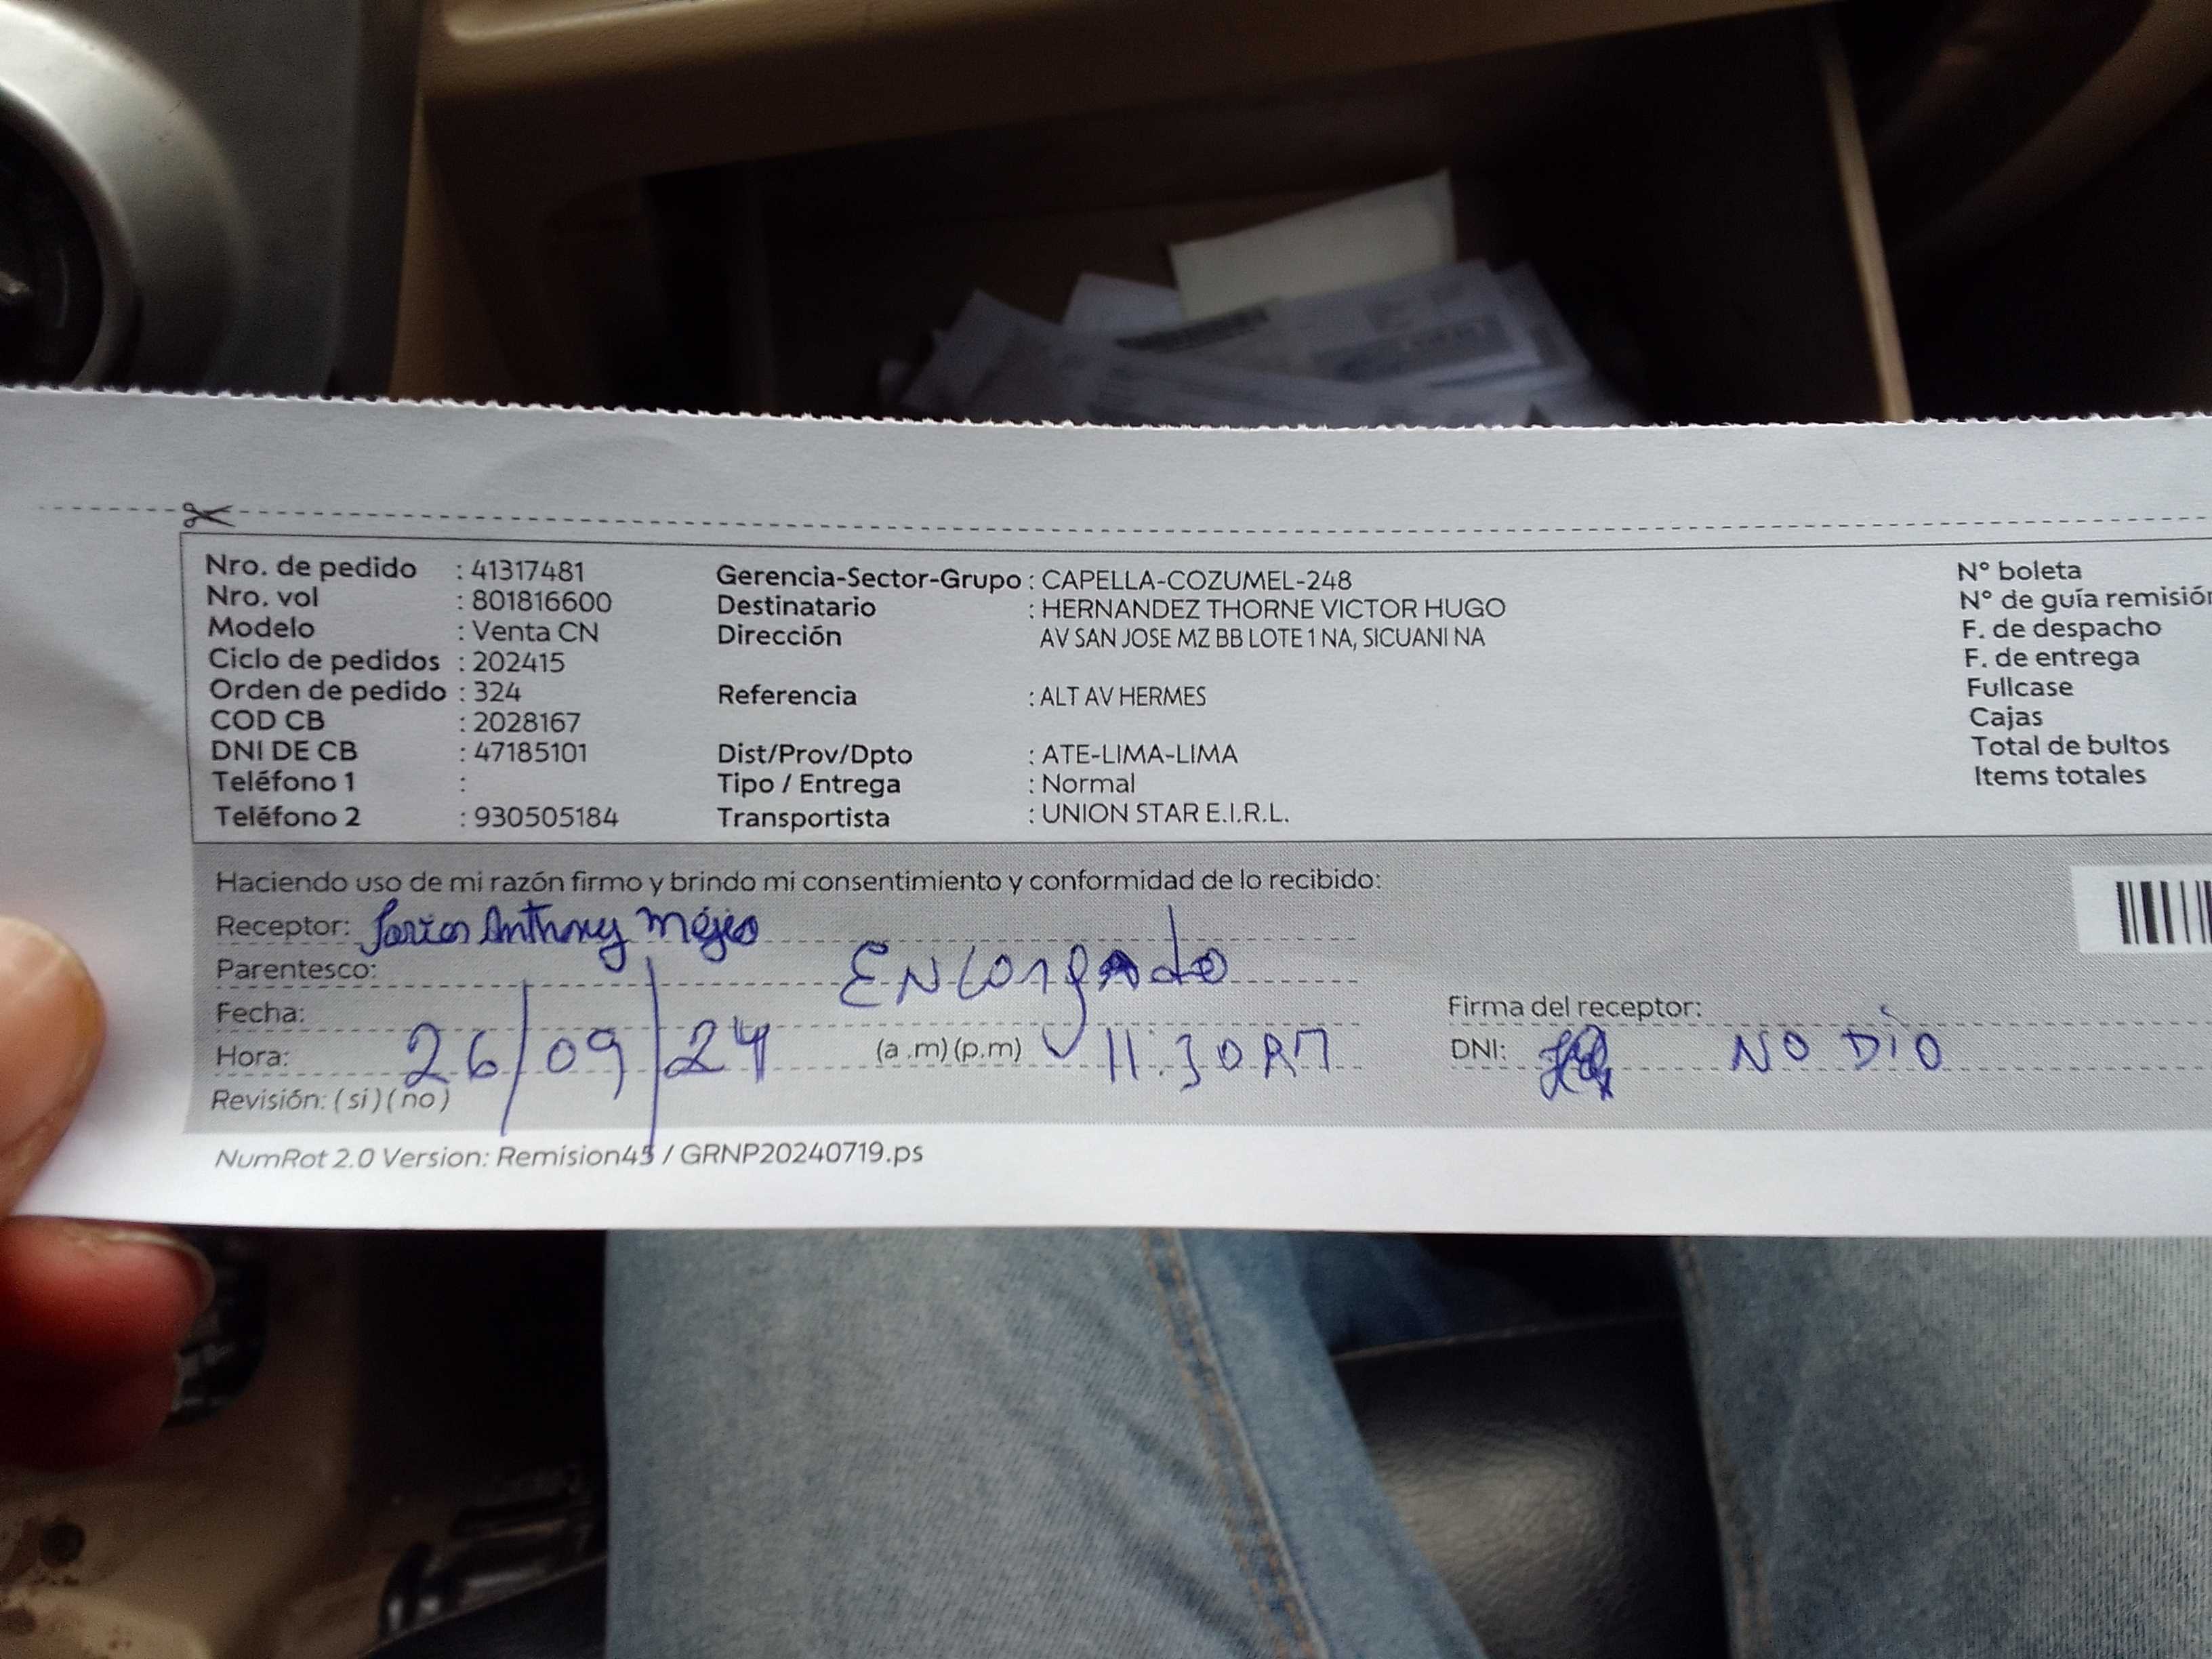 Nro. de pedido : 41317481
Nro. vol : 801816600
Modelo : Venta CN
Ciclo de pedidos : 202415
Orden de pedido : 324
COD CB : 2028167
DNI DE CB : 47185101
Teléfono 1 :
Teléfono 2 : 930505184
Gerencia-Sector-Grupo : CAPELLA-COZUMEL-248
Destinatario : HERNANDEZ THORNE VICTOR HUGO
Dirección AV SAN JOSE MZ BB LOTE 1 NA, SICUANI NA
Referencia : ALT AV HERMES
Dist/Prov/Dpto : ATE-LIMA-LIMA
Tipo / Entrega : Normal
Transportista : UNION STAR E.I.R.L.
N° boleta
N° de guía remisión
F. de despacho
F. de entrega
Fullcase
Cajas
Total de bultos
Items totales
Haciendo uso de mi razón firmo y brindo mi consentimiento y conformidad de lo recibido:
Receptor: Anthony
Parentesco: Encargado
Fecha: 26/09/24
Hora: (a .m) (p.m) 11:30 AM
Revisión: ( si ) ( no )
Firma del receptor:
DNI: NO DIO
NumRot 2.0 Version: Remision45 / GRNP20240719.ps